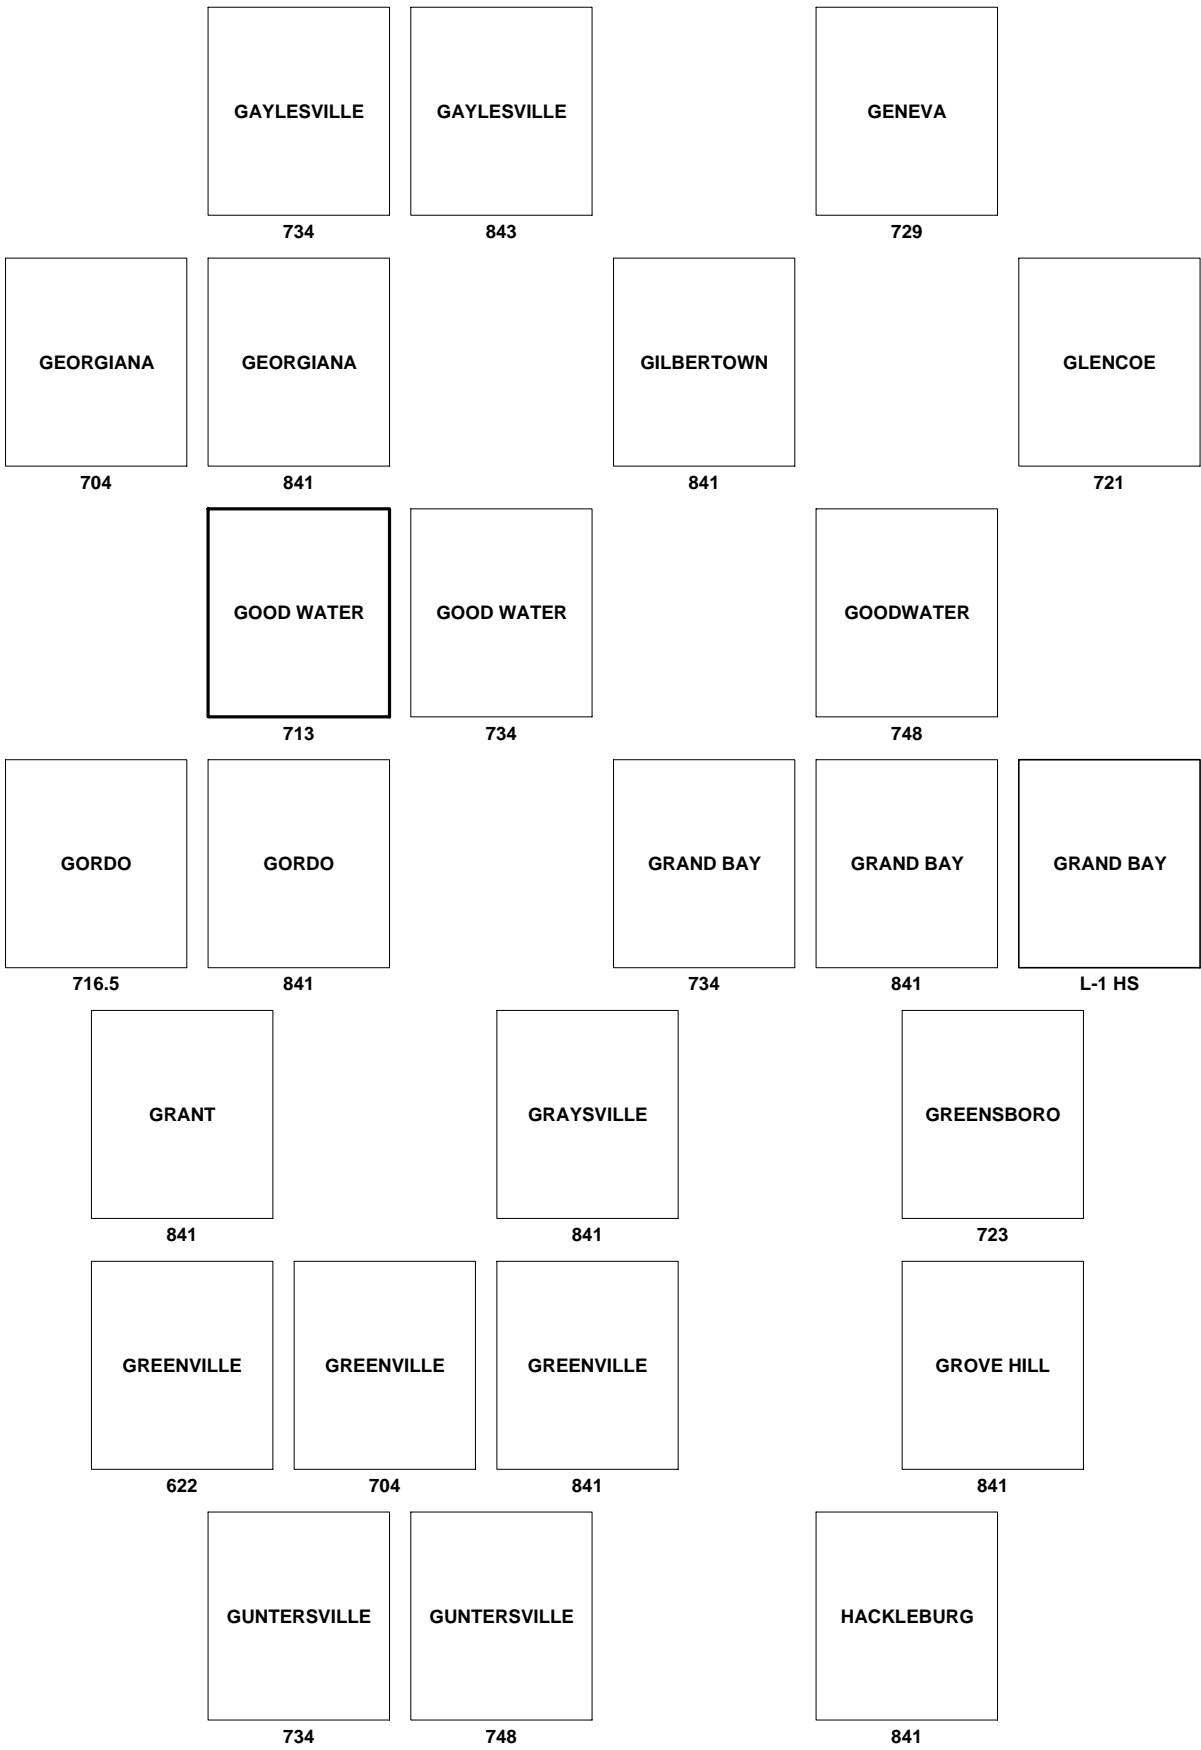 GAYLESVILLE GAYLESVILLE GENEVA
734 843 729
GEORGIANA GEORGIANA GILBERTOWN GLENCOE
704 841 841 721
GOOD WATER GOOD WATER GOODWATER
713 734 748
GORDO GORDO GRAND BAY GRAND BAY GRAND BAY
716.5 841 734 841 L-1 HS
GRANT GRAYSVILLE GREENSBORO
841 841 723
GREENVILLE GREENVILLE GREENVILLE GROVE HILL
622 704 841 841
GUNTERSVILLE GUNTERSVILLE HACKLEBURG
734 748 841